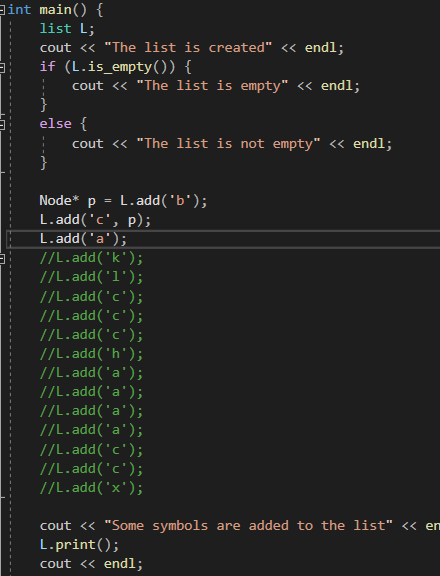 int main() {
list L;
cout << "The list is created" << endl;
if (L.is_empty()) {
cout << "The list is empty" << endl;
}
else {
cout << "The list is not empty" << endl;
}
Node* p = L.add('b');
L.add('c', p);
L.add('a');
//L.add('k');
//L.add('l');
//L.add('c');
//L.add('c');
//L.add('c');
//L.add('h');
//L.add('a');
//L.add('a');
//L.add('a');
//L.add('a');
//L.add('c');
//L.add('c');
//L.add('x');
cout << "Some symbols are added to the list" << en
L.print();
cout << endl;